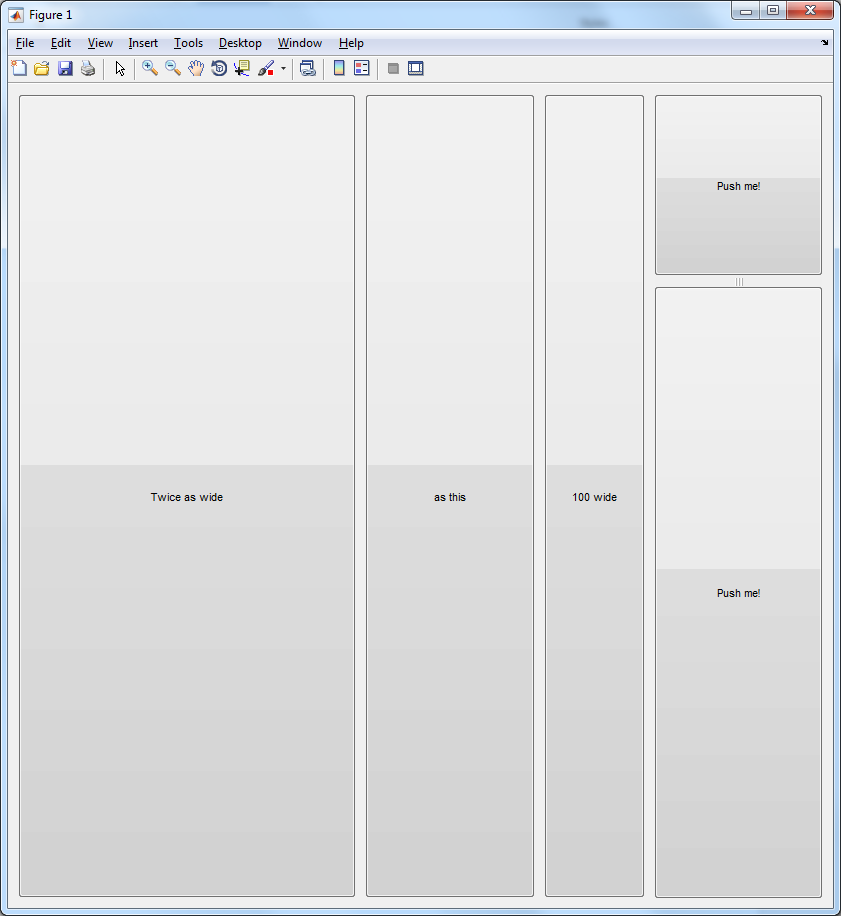 Figure 1
File Edit View Insert Tools Desktop Window Help
Push me!
Twice as wide
as this
100 wide
Push me!